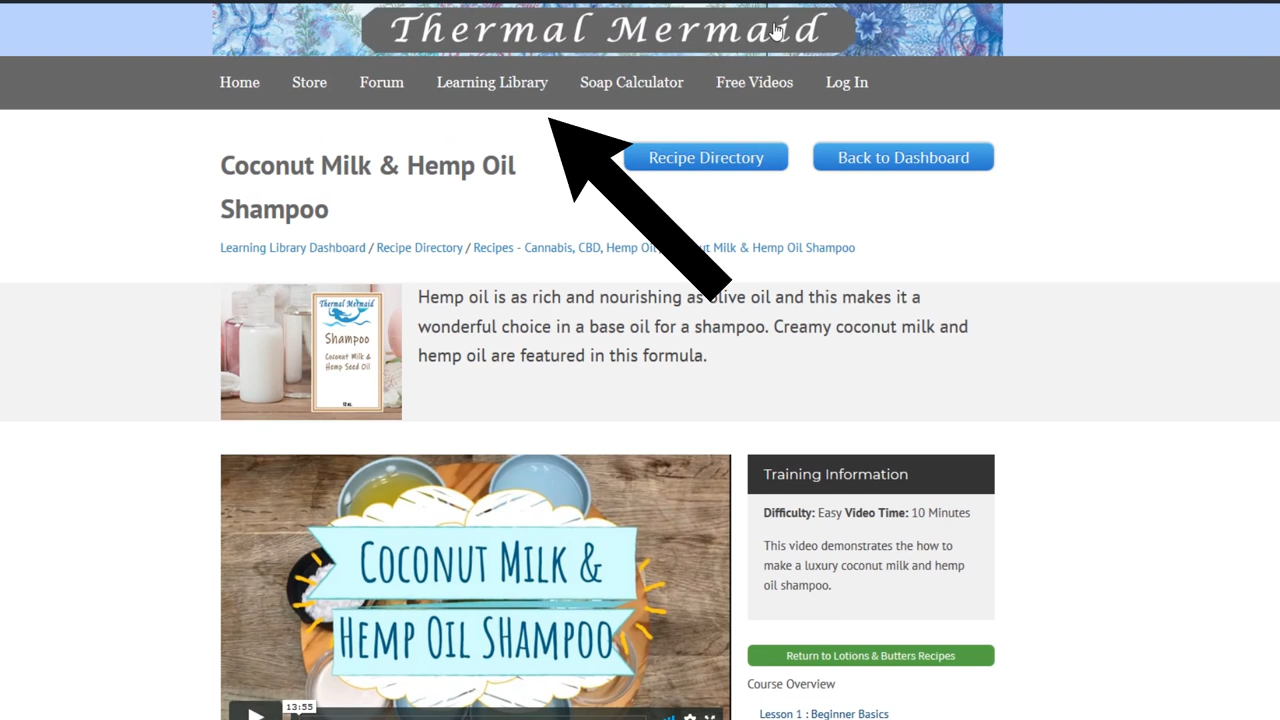 Thermal Mermaid
Home Store Forum Learning Library Soap Calculator Free Videos Log In
Coconut Milk & Hemp Oil
Shampoo
Recipe Directory Back to Dashboard
Learning Library Dashboard / Recipe Directory / Recipes - Cannabis, CBD, Hemp Oil Milk & Hemp Oil Shampoo
Thermal Mermaid
Shampoo
Coconut Milk &
Hemp Seed Oil
Hemp oil is as rich and nourishing as olive oil and this makes it a
wonderful choice in a base oil for a shampoo. Creamy coconut milk and
hemp oil are featured in this formula.
COCONUT MILK &
HEMP OIL SHAMPOO
13:55
Training Information
Difficulty: Easy Video Time: 10 Minutes
This video demonstrates the how to
make a luxury coconut milk and hemp
oil shampoo.
Return to Lotions & Butters Recipes
Course Overview
Lesson 1 : Beginner Basics